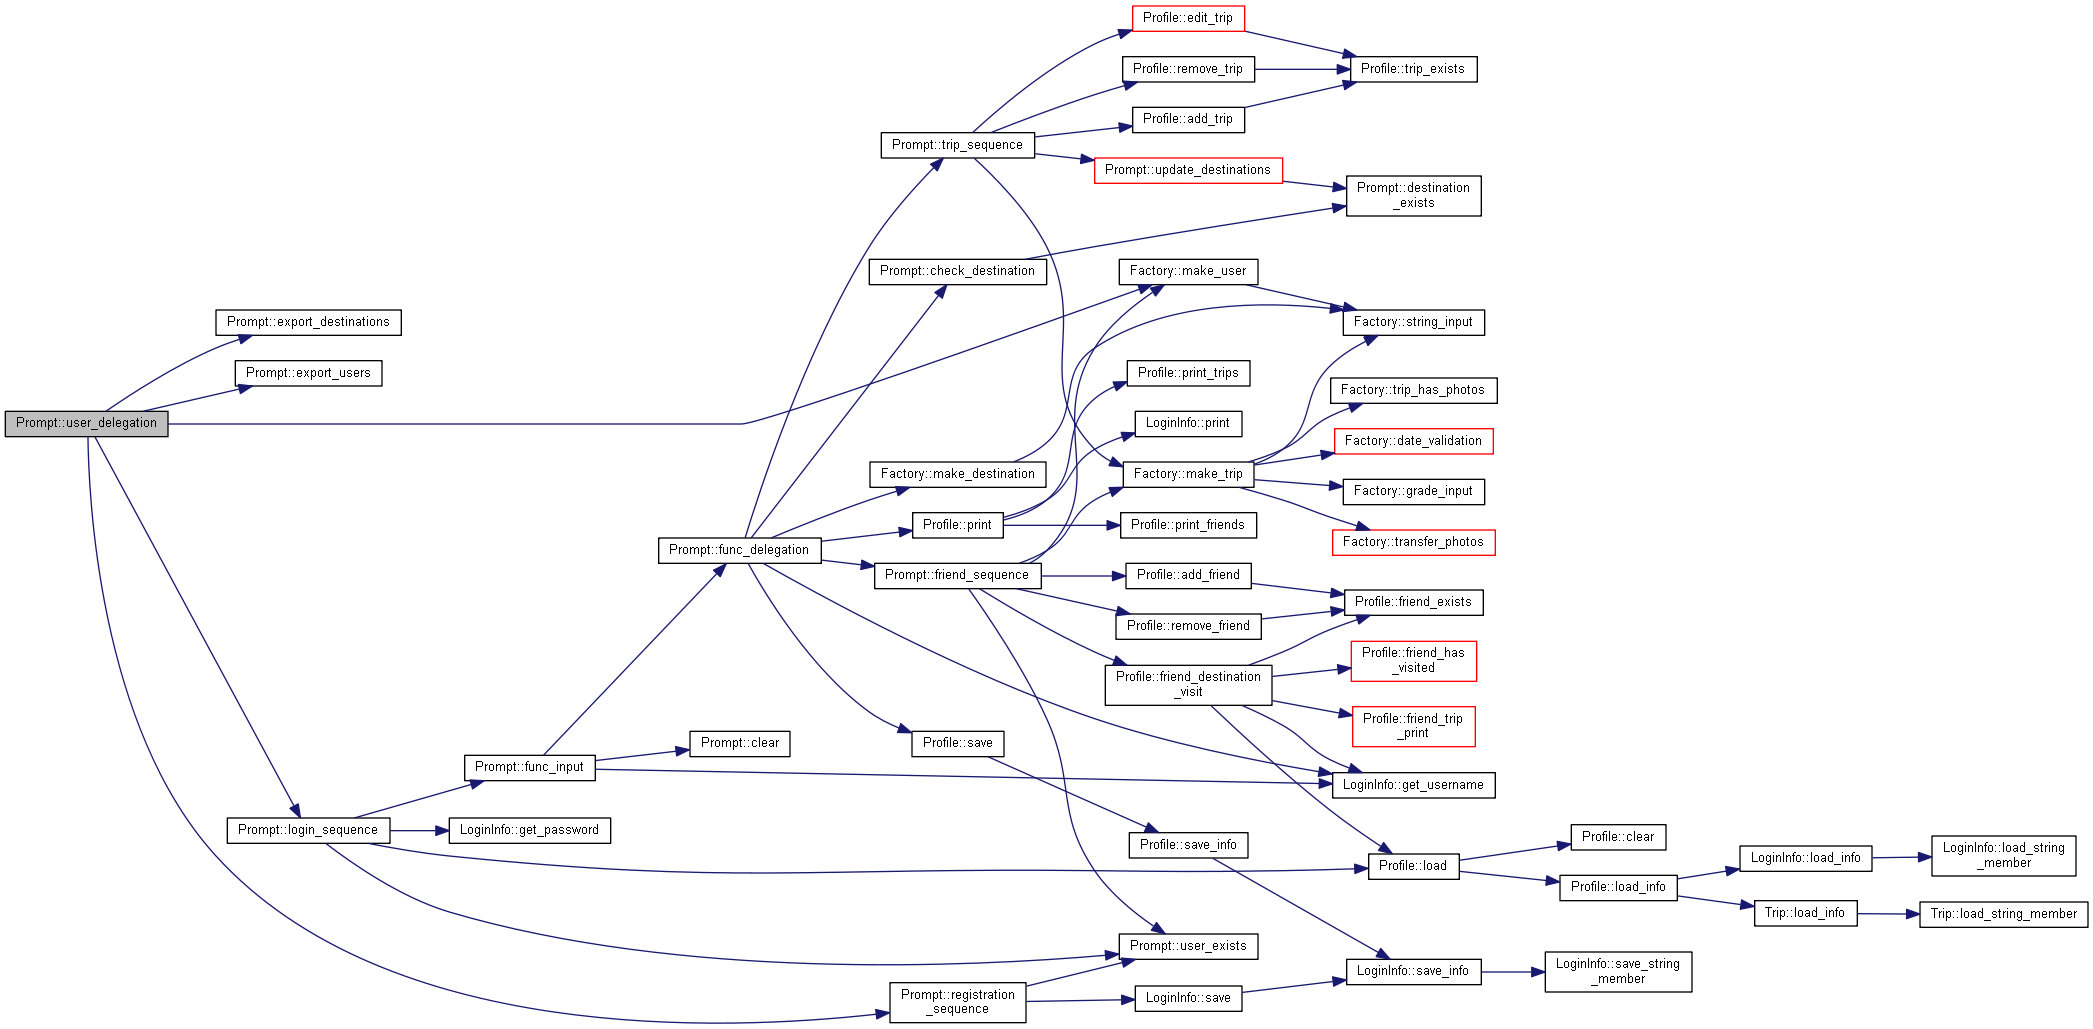 Profile::edit_trip
Profile::remove_trip
Profile::trip_exists
Profile::add_trip
Prompt::trip_sequence
Prompt::update_destinations
Prompt::destination
_exists
Prompt::check_destination
Factory::make_user
Prompt::export_destinations
Factory::string_input
Prompt::export_users
Profile::print_trips
Factory::trip_has_photos
Prompt::user_delegation
LoginInfo::print
Factory::date_validation
Factory::make_destination
Factory::make_trip
Factory::grade_input
Profile::print
Profile::print_friends
Factory::transfer_photos
Prompt::func_delegation
Prompt::friend_sequence
Profile::add_friend
Profile::friend_exists
Profile::remove_friend
Profile::friend_has
_visited
Profile::friend_destination
_visit
Profile::friend_trip
_print
Prompt::clear
Profile::save
Prompt::func_input
LoginInfo::get_username
Prompt::login_sequence
LoginInfo::get_password
Profile::save_info
Profile::clear
Profile::load
LoginInfo::load_info
LoginInfo::load_string
_member
Profile::load_info
Trip::load_info
Trip::load_string_member
Prompt::user_exists
LoginInfo::save_info
LoginInfo::save_string
_member
Prompt::registration
_sequence
LoginInfo::save